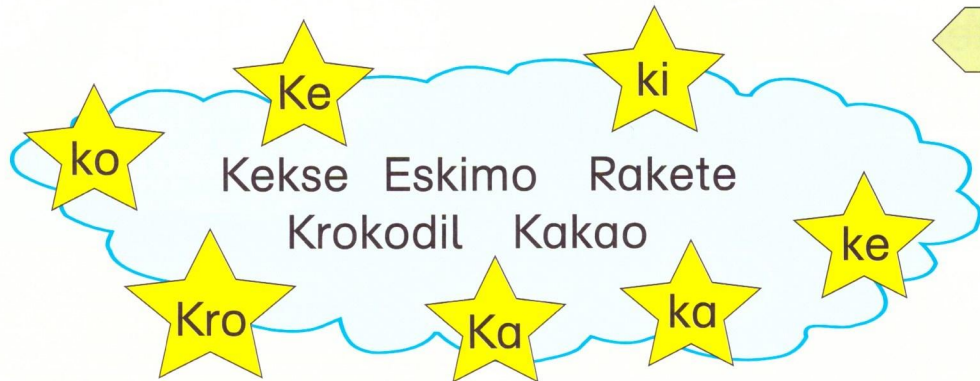 Ke
ki
ko
Kekse Eskimo Rakete
Krokodil Kakao
ke
Kro
Ka
ka